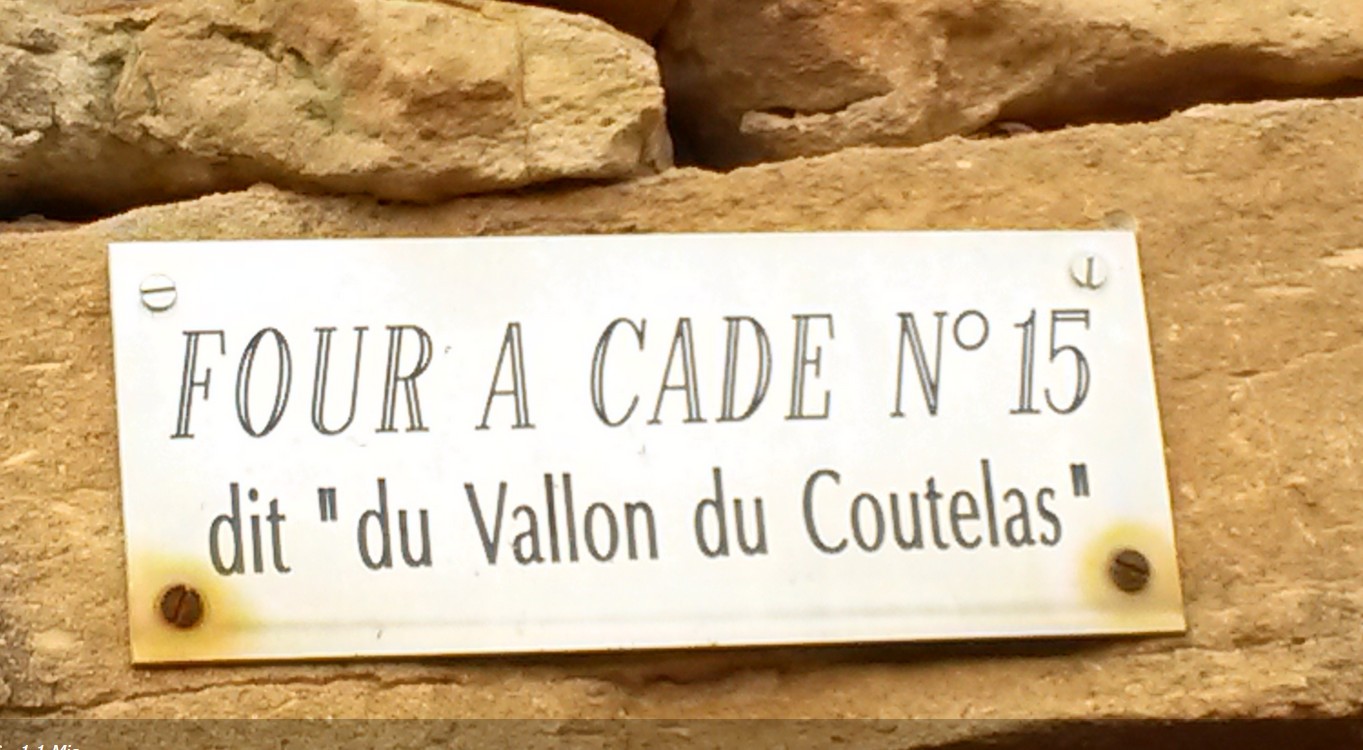 FOUR A CADE N° 15
dit "du Vallon du Coutelas"